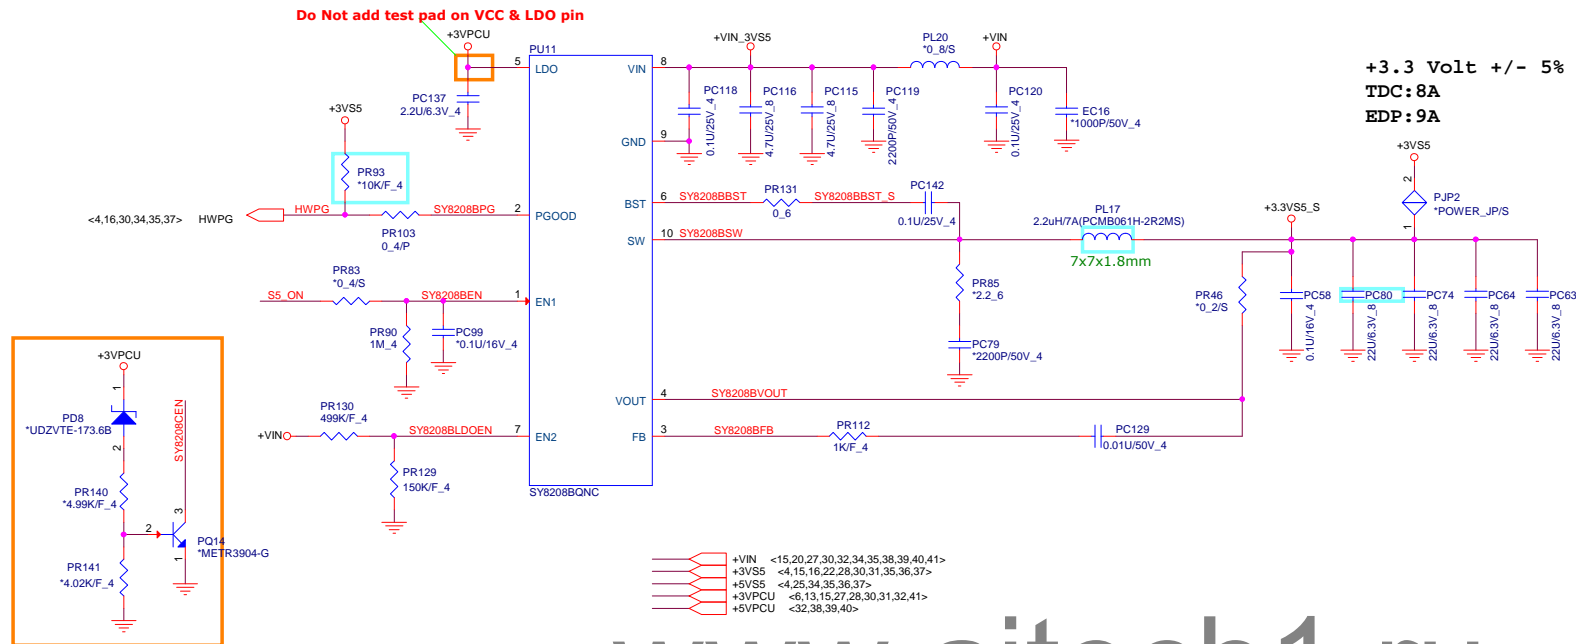 Do Not add test pad on VCC & LDO pin
+3VPCU
PU11
5
LDO
PC137
2.2U/6.3V_4
VIN
8
+VIN_3VS5
PL20
*0_8/S
+VIN
PC118
0.1U/25V_4
PC116
4.7U/25V_8
PC115
4.7U/25V_8
PC119
2200P/50V_4
PC120
0.1U/25V_4
EC16
*1000P/50V_4
GND
9
+3.3 Volt +/- 5%
TDC:8A
EDP:9A
+3VS5
PR93
*10K/F_4
<4,16,30,34,35,37>
HWPG
HWPG
SY8208BPG
2
PGOOD
PR103
0_4/P
BST
6
SY8208BBST
PR131
0_6
SY8208BBST_S
PC142
0.1U/25V_4
SW
10
SY8208BSW
PL17
2.2uH/7A(PCMB061H-2R2MS)
7x7x1.8mm
+3.3VS5_S
+3VS5
2
PJP2
*POWER_JP/S
1
PR83
*0_4/S
S5_ON
SY8208BEN
1
EN1
PR90
1M_4
PC99
*0.1U/16V_4
PR85
*2.2_6
PC79
*2200P/50V_4
PR46
*0_2/S
PC58
0.1U/16V_4
PC80
22U/6.3V_8
PC74
22U/6.3V_8
PC64
22U/6.3V_8
PC63
22U/6.3V_8
VOUT
4
SY8208BVOUT
PR130
499K/F_4
+VIN
SY8208BLDOEN
7
EN2
PR129
150K/F_4
FB
3
SY8208BFB
PR112
1K/F_4
PC129
0.01U/50V_4
SY8208BQNC
+3VPCU
1
PD8
*UDZVTE-173.6B
2
SY8208CEN
PR140
*4.99K/F_4
2
3
PQ14
*METR3904-G
1
PR141
*4.02K/F_4
+VIN <15,20,27,30,32,34,35,38,39,40,41>
+3VS5 <4,15,16,22,28,30,31,35,36,37>
+5VS5 <4,25,34,35,36,37>
+3VPCU <6,13,15,27,28,30,31,32,41>
+5VPCU <32,38,39,40>